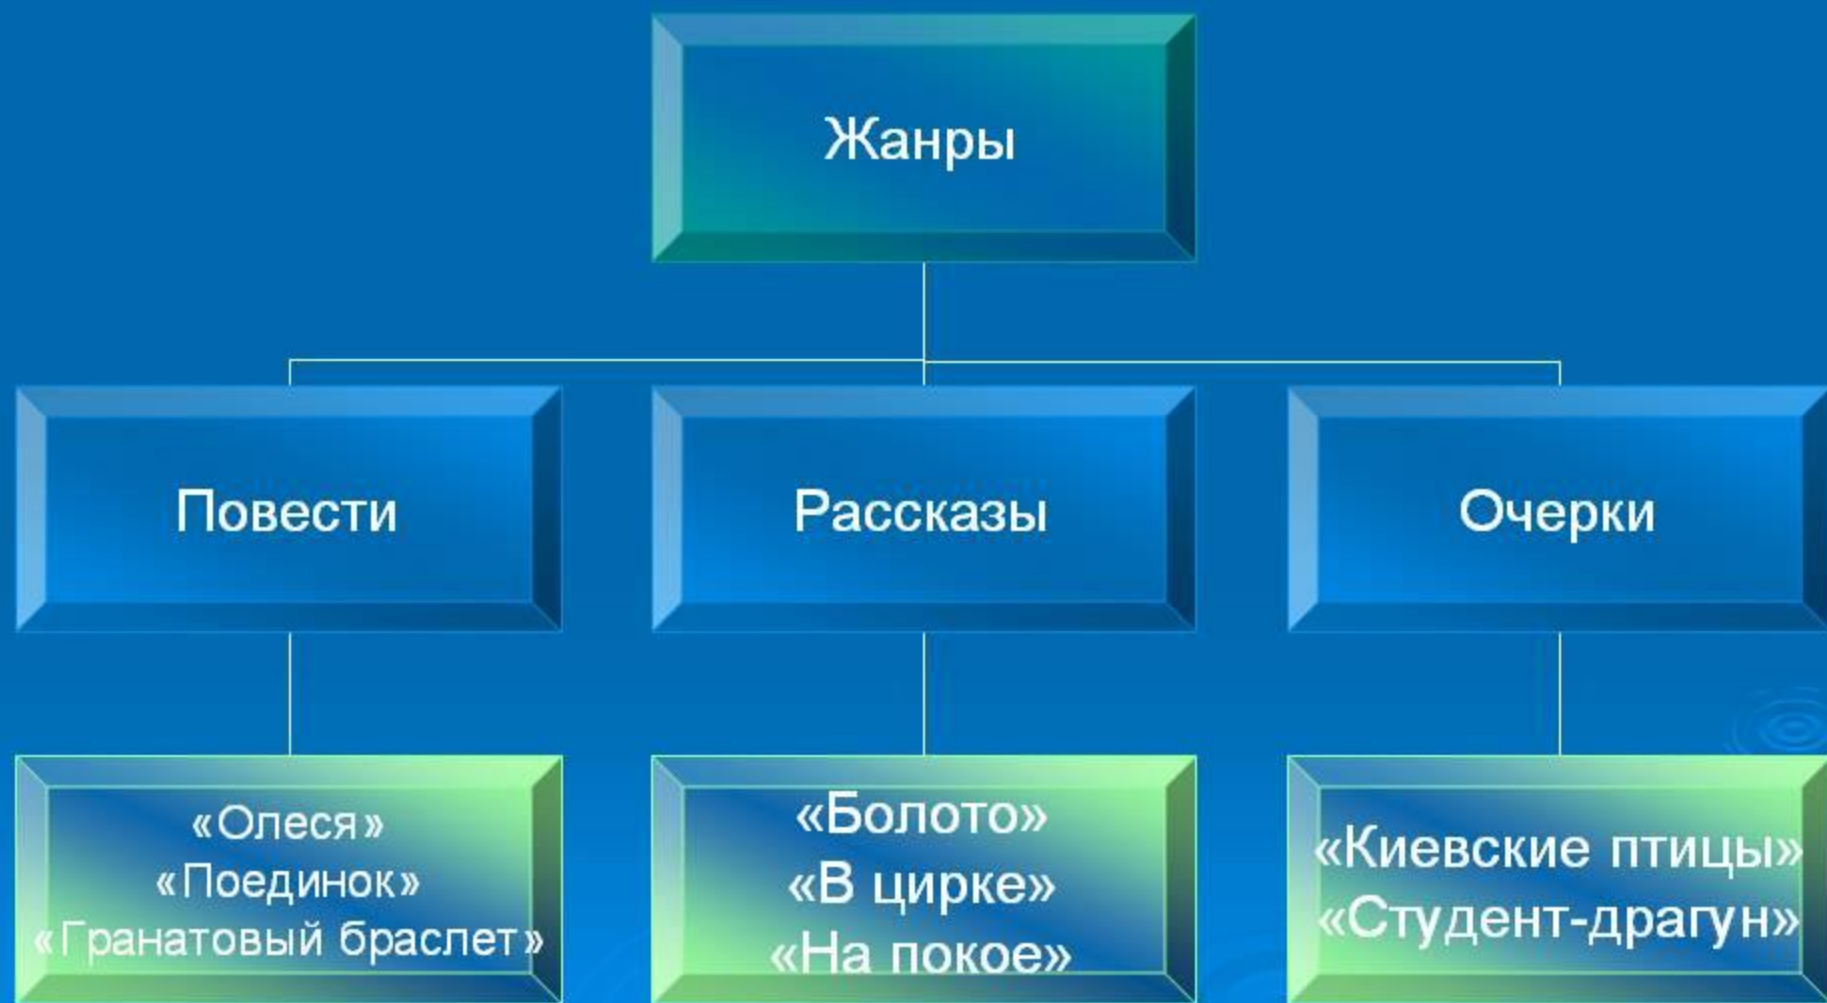 Жанры
Повести
Рассказы
Очерки
«Олеся»
«Поединок»
«Гранатовый браслет»
«Болото»
«В цирке»
«На покое»
«Киевские птицы»
«Студент-драгун»